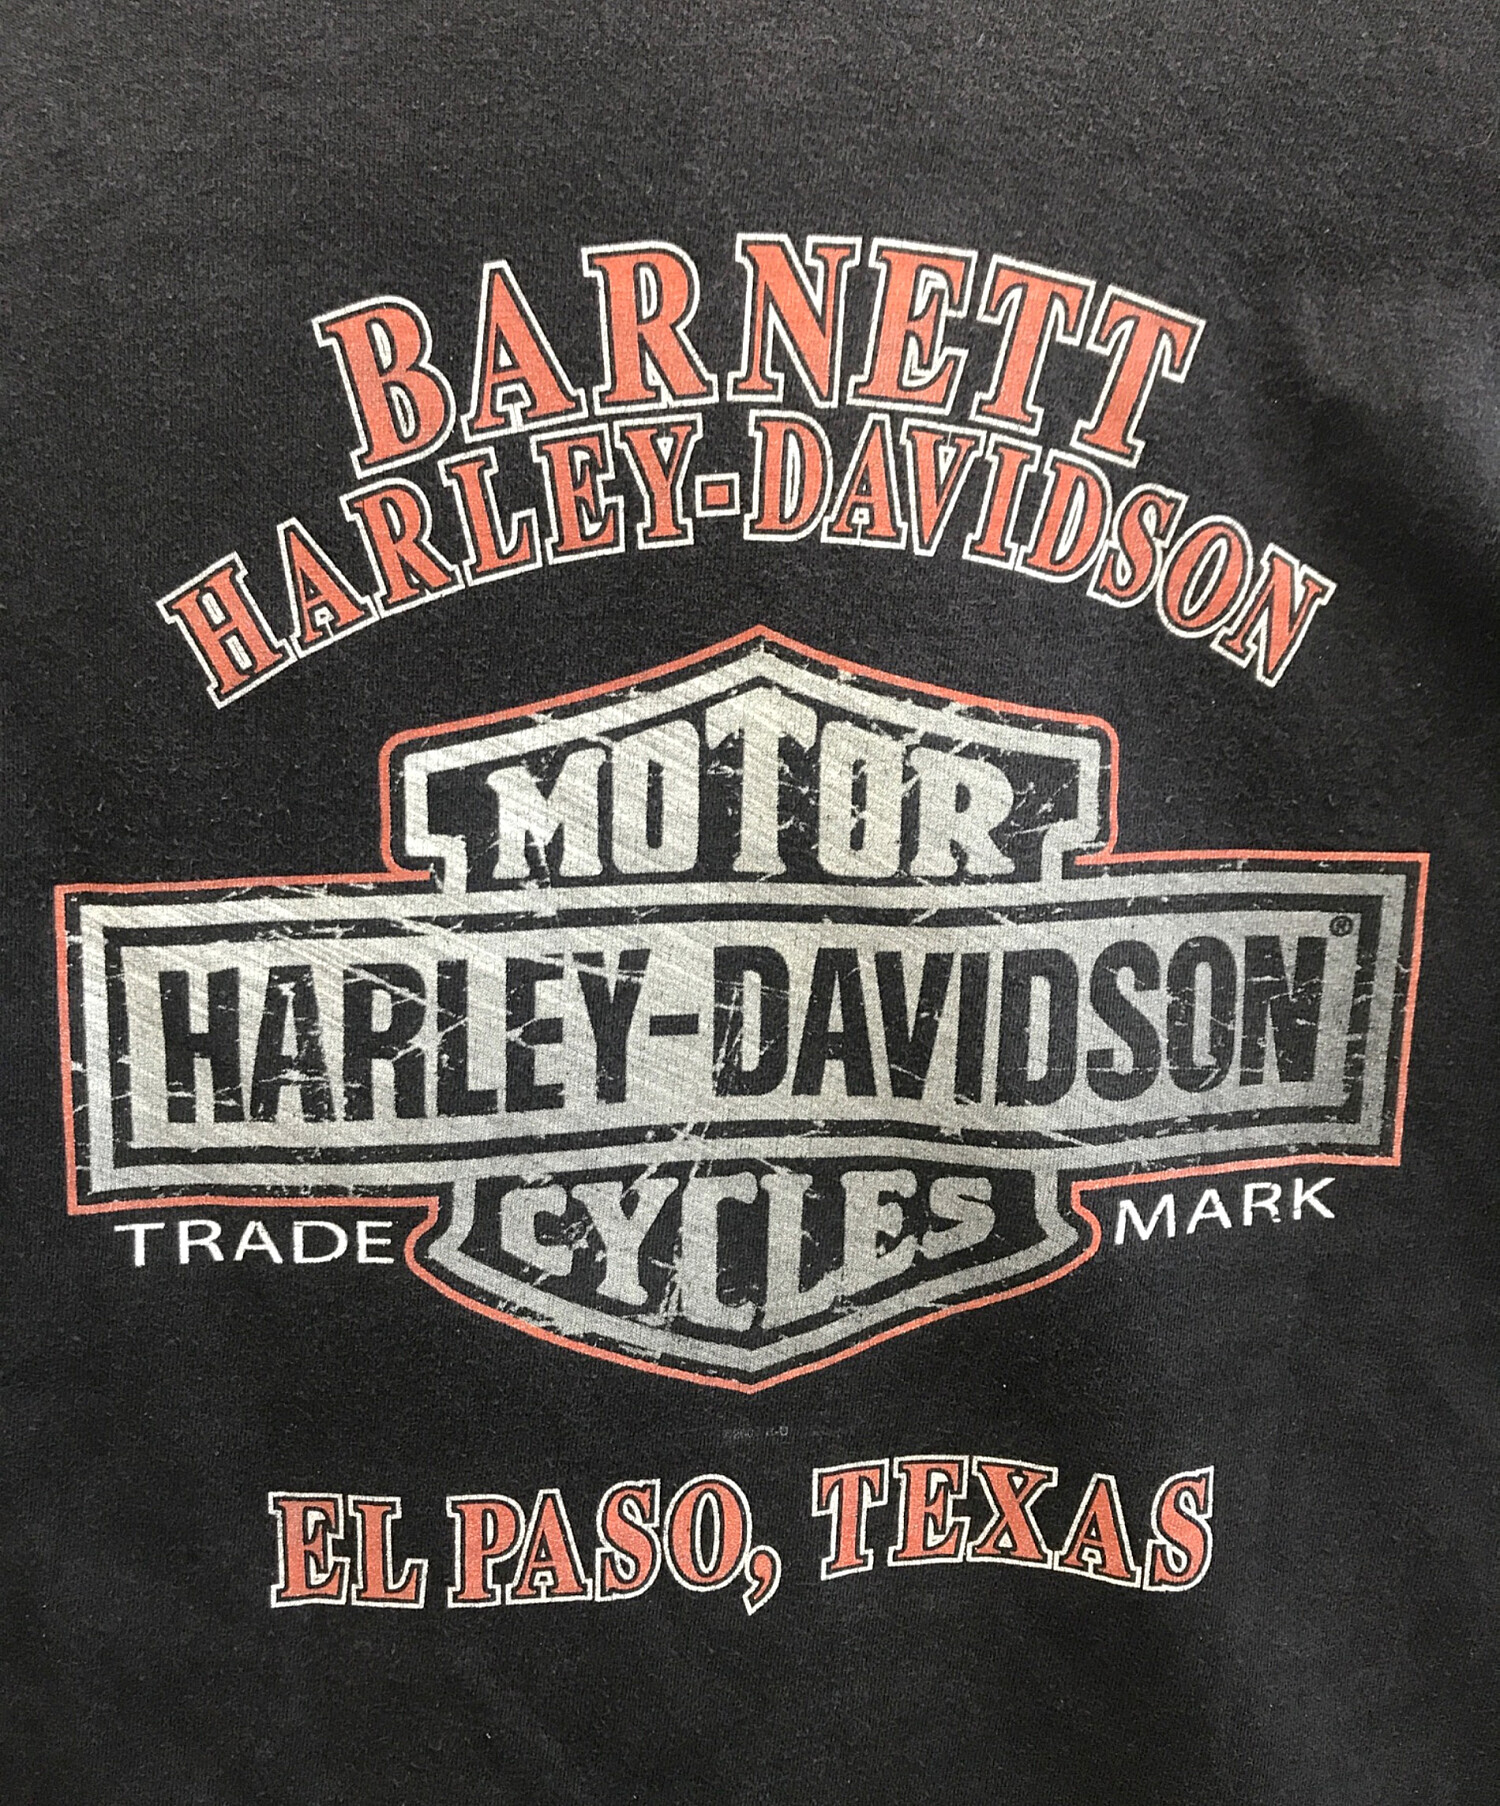 BARNETT
HARLEY-DAVIDSON
MOTOR
HARLEY-DAVIDSON®
CYCLES
TRADE MARK
EL PASO, TEXAS